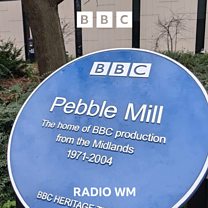 BBC
BBC
Pebble Mill
The home of BBC production
from the Midlands
1971-2004
RADIO WM
BBC HERITAGE